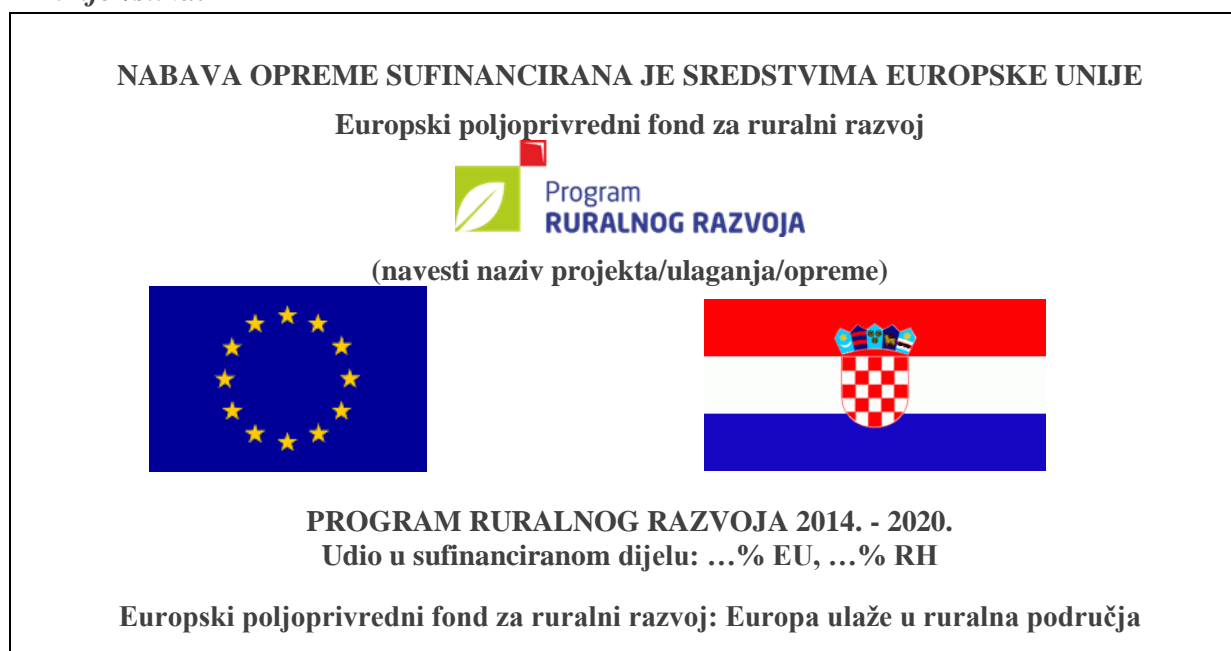 NABAVA OPREME SUFINANCIRANA JE SREDSTVIMA EUROPSKE UNIJE
Europski poljoprivredni fond za ruralni razvoj
Program
RURALNOG RAZVOJA
(navesti naziv projekta/ulaganja/opreme)
PROGRAM RURALNOG RAZVOJA 2014. - 2020.
Udio u sufinanciranom dijelu: …% EU, …% RH
Europski poljoprivredni fond za ruralni razvoj: Europa ulaže u ruralna područja